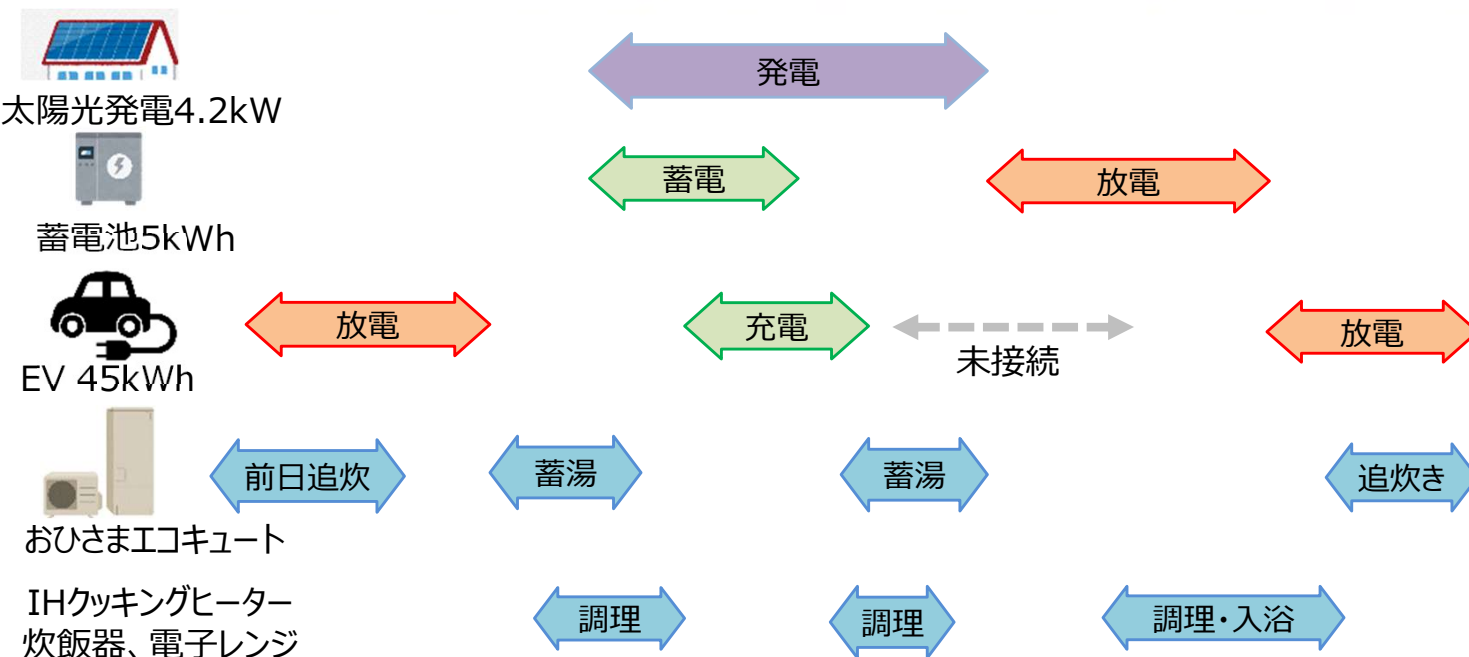 発電
太陽光発電4.2kW
蓄電
放電
蓄電池5kWh
放電
充電
未接続
放電
EV 45kWh
前日追炊
蓄湯
蓄湯
追炊き
おひさまエコキュート
IHクッキングヒーター
炊飯器、電子レンジ
調理
調理
調理・入浴